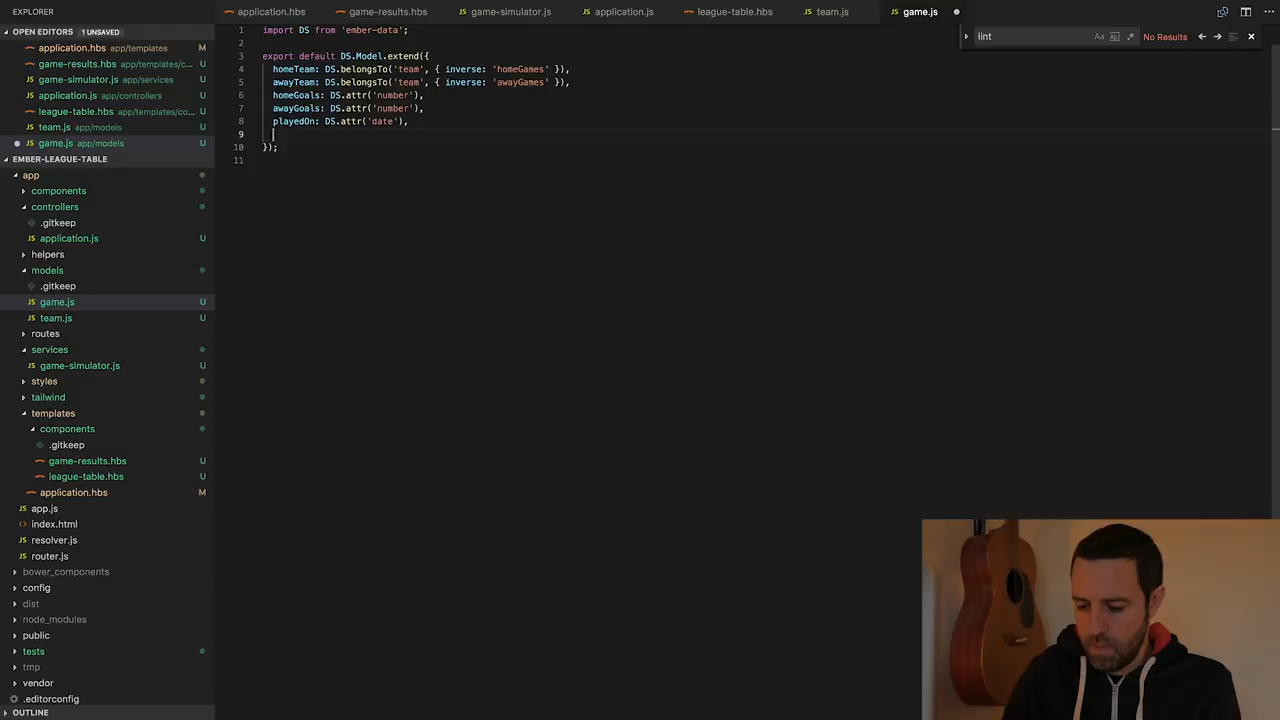 EXPLORER
application.hbs
game-results.hbs
game-simulator.js
application.js
league-table.hbs
team.js
game.js
OPEN EDITORS 1 UNSAVED
application.hbs app/templates M
game-results.hbs app/templates/c... U
game-simulator.js app/services U
application.js app/controllers U
league-table.hbs app/templates/co... U
team.js app/models U
game.js app/models U
EMBER-LEAGUE-TABLE
app
components
controllers
.gitkeep
JS application.js U
helpers
models
.gitkeep
JS game.js U
JS team.js U
routes
services
JS game-simulator.js U
styles
tailwind
templates
components
.gitkeep
game-results.hbs U
league-table.hbs U
application.hbs M
JS app.js
<> index.html
JS resolver.js
JS router.js
bower_components
config
dist
node_modules
public
tests
tmp
vendor
.editorconfig
OUTLINE
1 import DS from 'ember-data';
2
3 export default DS.Model.extend({
4 homeTeam: DS.belongsTo('team', { inverse: 'homeGames' }),
5 awayTeam: DS.belongsTo('team', { inverse: 'awayGames' }),
6 homeGoals: DS.attr('number'),
7 awayGoals: DS.attr('number'),
8 playedOn: DS.attr('date'),
9
10 });
11
lint Aa No Results